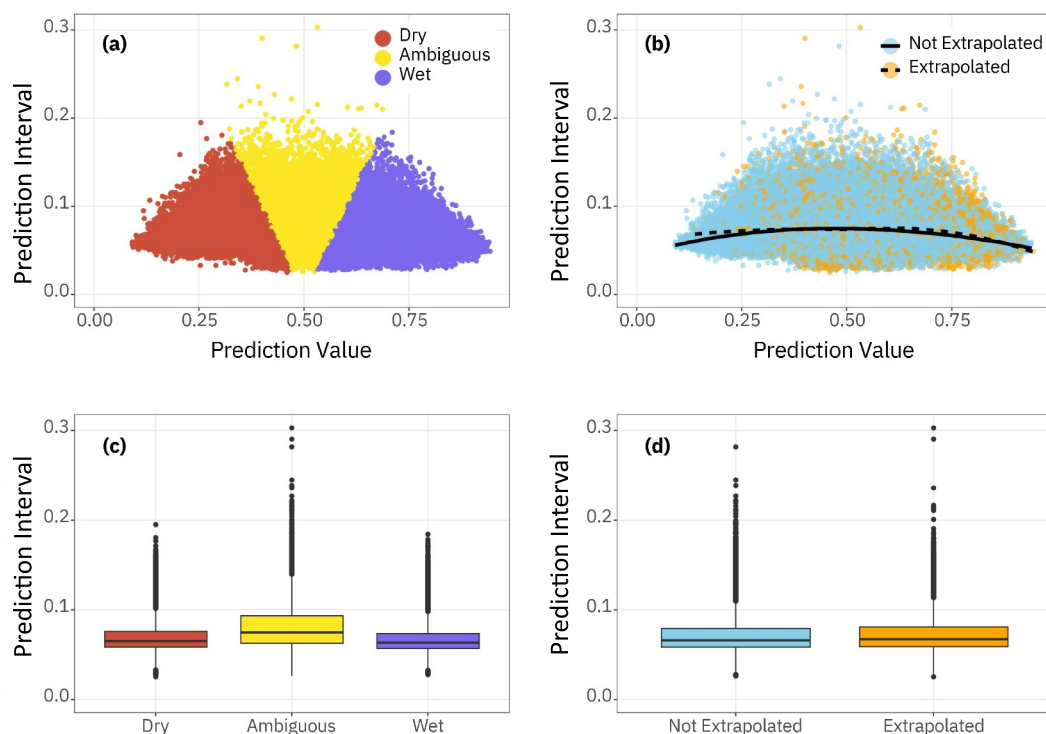 (a)
Dry
Ambiguous
Wet
0.3
0.2
0.1
0.0
Prediction Interval
0.00 0.25 0.50 0.75
Prediction Value
(b)
Not Extrapolated
Extrapolated
0.3
0.2
0.1
0.0
Prediction Interval
0.00 0.25 0.50 0.75
Prediction Value
(c)
0.3
0.2
0.1
0.0
Prediction Interval
Dry Ambiguous Wet
(d)
0.3
0.2
0.1
0.0
Prediction Interval
Not Extrapolated Extrapolated